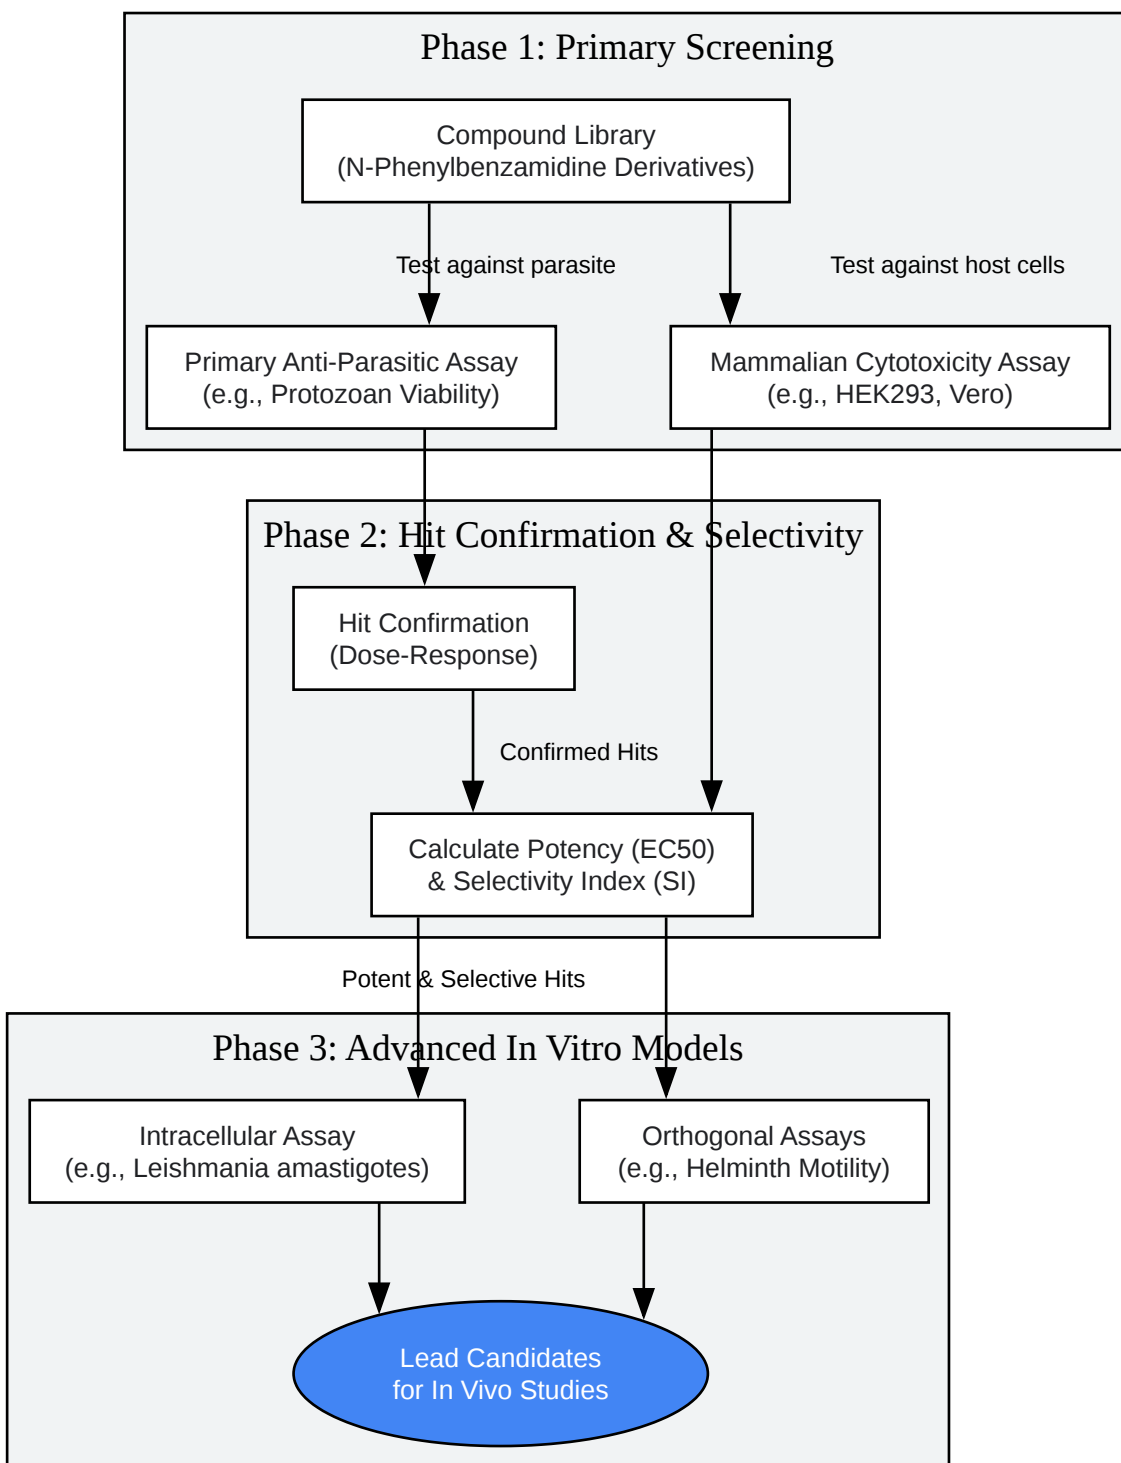 Phase 1: Primary Screening
Compound Library
(N-Phenylbenzamidine Derivatives)
Test against parasite
Test against host cells
Primary Anti-Parasitic Assay
(e.g., Protozoan Viability)
Mammalian Cytotoxicity Assay
(e.g., HEK293, Vero)
Phase 2: Hit Confirmation & Selectivity
Hit Confirmation
(Dose-Response)
Confirmed Hits
Calculate Potency (EC50)
& Selectivity Index (SI)
Potent & Selective Hits
Phase 3: Advanced In Vitro Models
Intracellular Assay
(e.g., Leishmania amastigotes)
Orthogonal Assays
(e.g., Helminth Motility)
Lead Candidates
for In Vivo Studies